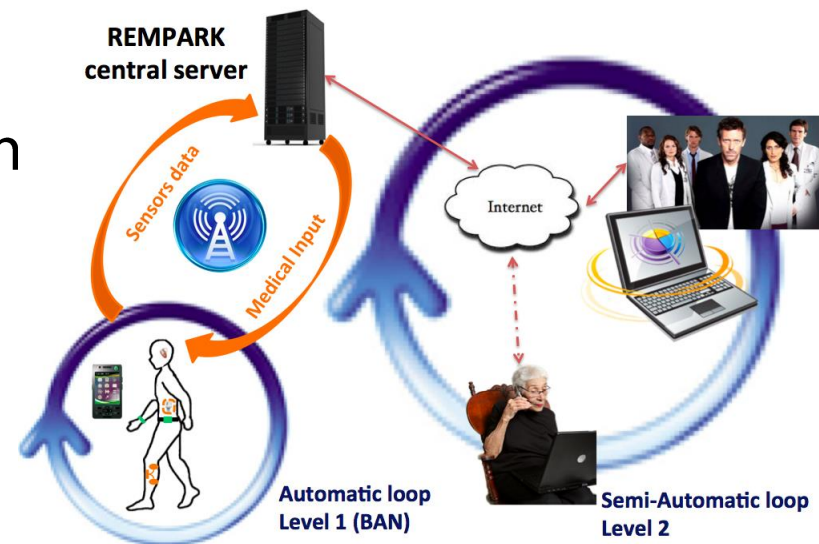 REMPARK
central server
n
Sensors data
Medical Input
Internet
Automatic loop
Level 1 (BAN)
Semi-Automatic loop
Level 2